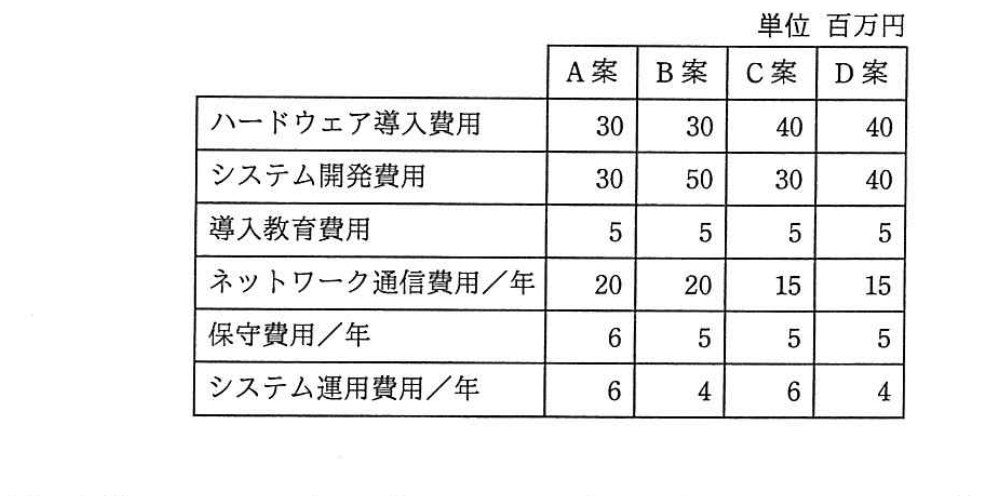 単位 百万円
A案 B案 C案 D案
ハードウェア導入費用 30 30 40 40
システム開発費用 30 50 30 40
導入教育費用 5 5 5 5
ネットワーク通信費用／年 20 20 15 15
保守費用／年 6 5 5 5
システム運用費用／年 6 4 6 4